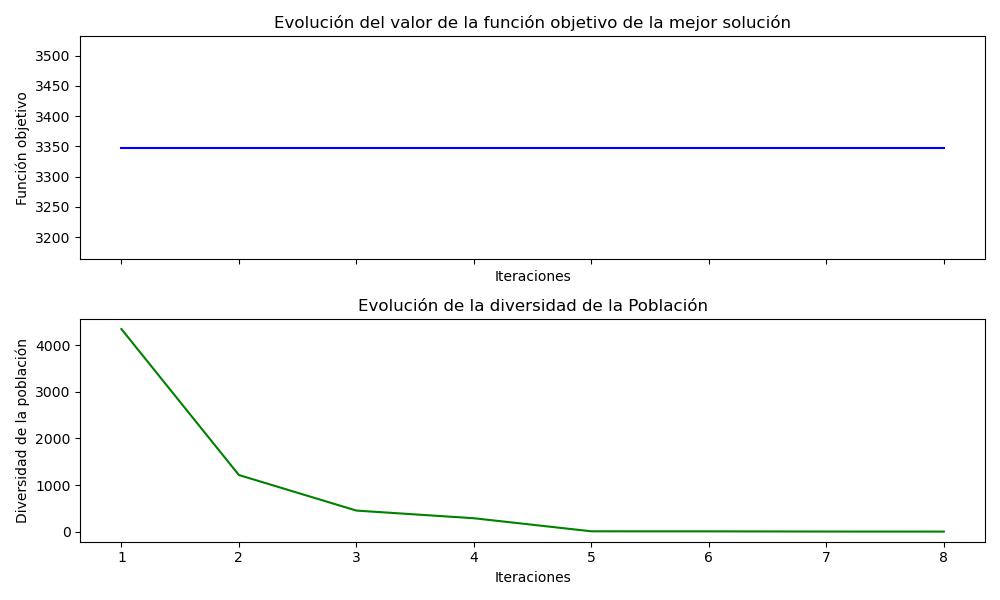 Evolución del valor de la función objetivo de la mejor solución
Función objetivo
3500
3450
3400
3350
3300
3250
3200
Iteraciones
Evolución de la diversidad de la Población
Diversidad de la población
4000
3000
2000
1000
0
1 2 3 4 5 6 7 8
Iteraciones